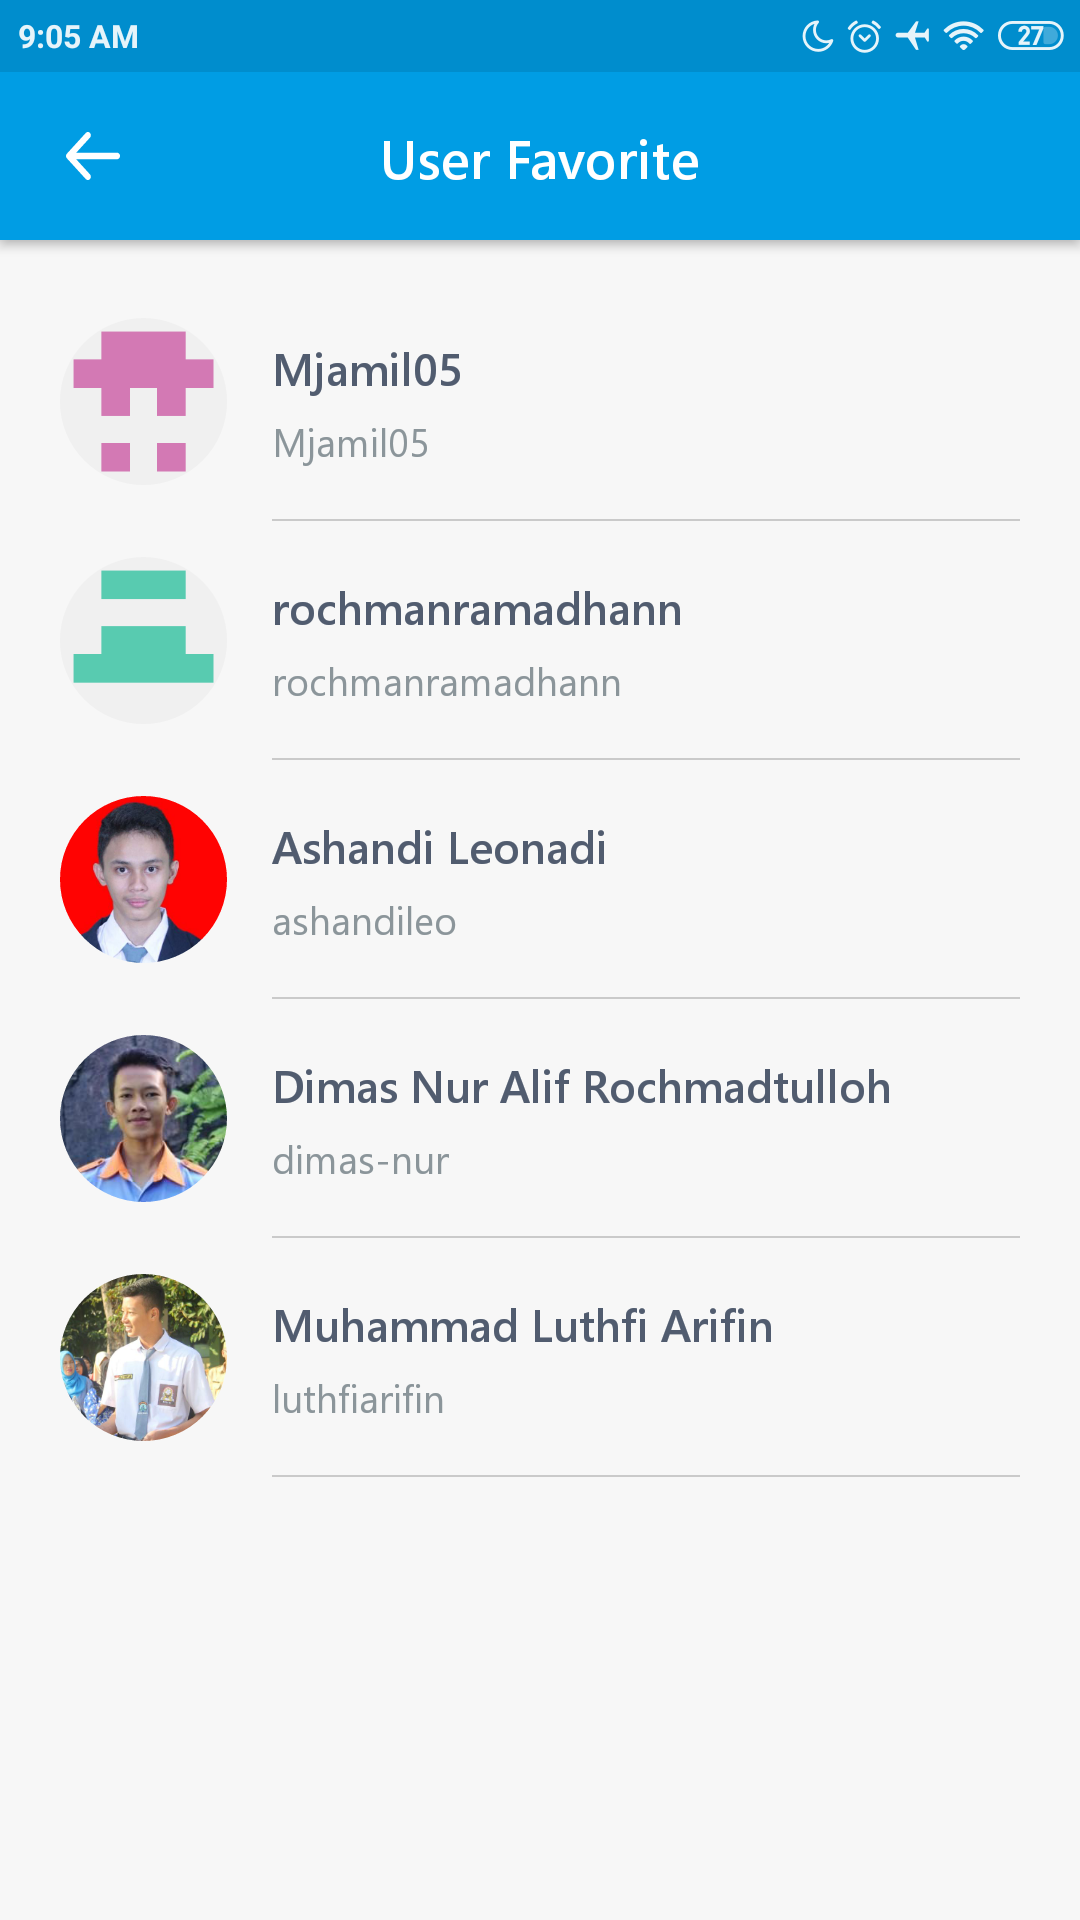 9:05 AM
27
User Favorite
Mjamil05
Mjamil05
rochmanramadhann
rochmanramadhann
Ashandi Leonadi
ashandileo
Dimas Nur Alif Rochmadtulloh
dimas-nur
Muhammad Luthfi Arifin
luthfiarifin